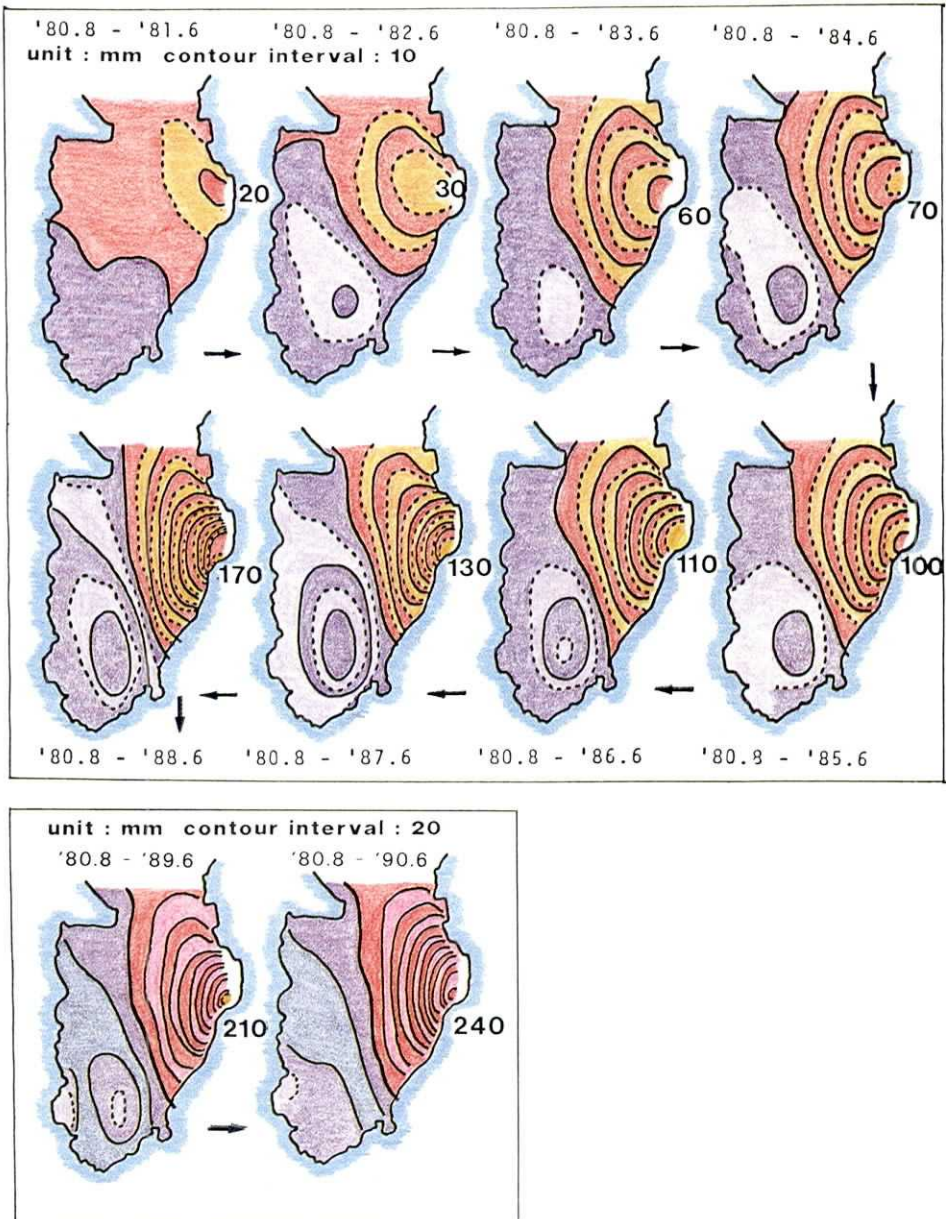 '80.8 - '81.6 '80.8 - '82.6 '80.8 - '83.6 '80.8 - '84.6
unit : mm contour interval : 10
20 30 60 70
170 130 110 100
'80.8 - '88.6 '80.8 - '87.6 '80.8 - '86.6 '80.8 - '85.6
unit : mm contour interval : 20
'80.8 - '89.6 '80.8 - '90.6
210 240